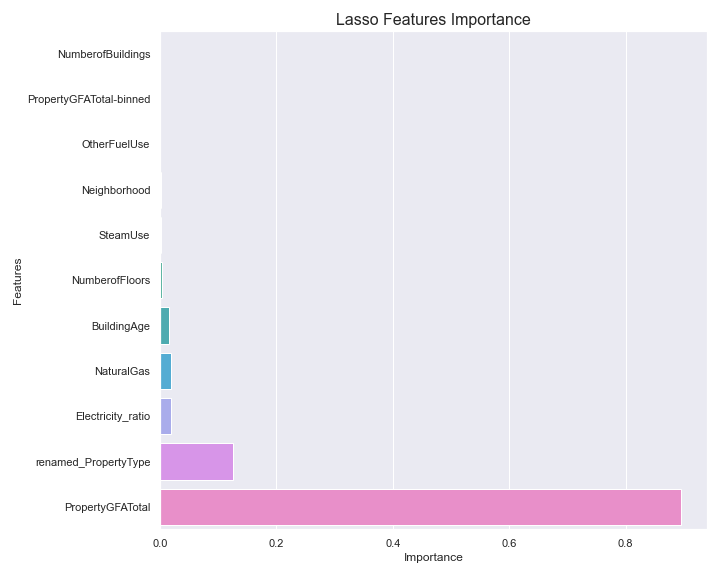 Lasso Features Importance
NumberofBuildings
PropertyGFATotal-binned
OtherFuelUse
Neighborhood
SteamUse
NumberofFloors
BuildingAge
NaturalGas
Electricity_ratio
renamed_PropertyType
PropertyGFATotal
Features
0.0 0.2 0.4 0.6 0.8
Importance